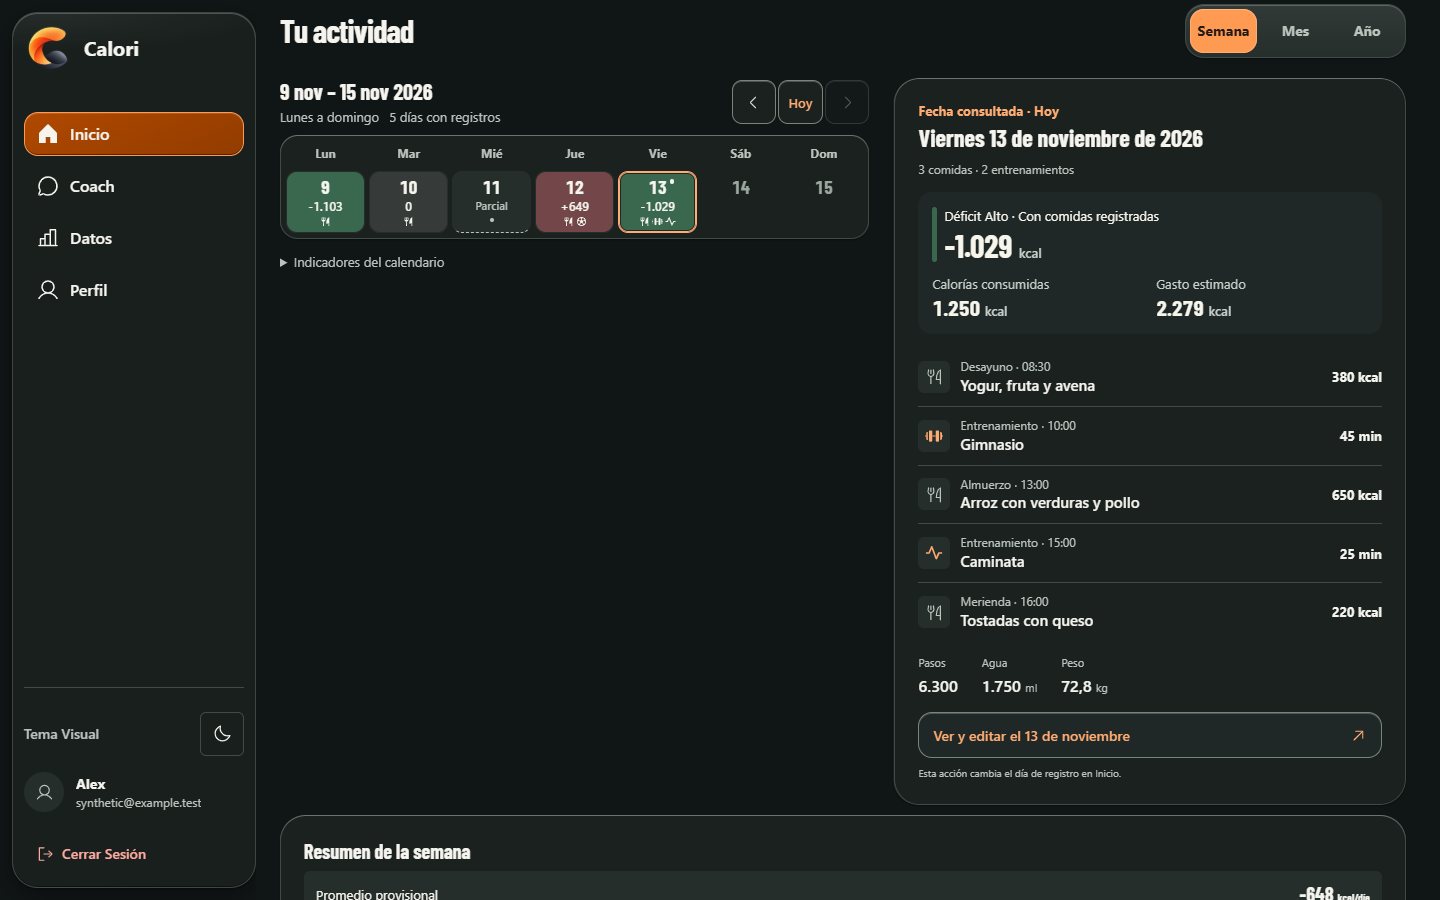 Calori
Inicio
Coach
Datos
Perfil
Tema Visual
Alex
synthetic@example.test
Cerrar Sesión
Tu actividad
Semana Mes Año
9 nov – 15 nov 2026
Lunes a domingo 5 días con registros
Hoy
Lun Mar Mié Jue Vie Sáb Dom
9 10 11 12 13 14 15
-1.103 0 Parcial +649 -1.029
Indicadores del calendario
Fecha consultada · Hoy
Viernes 13 de noviembre de 2026
3 comidas · 2 entrenamientos
Déficit Alto · Con comidas registradas
-1.029 kcal
Calorías consumidas Gasto estimado
1.250 kcal 2.279 kcal
Desayuno · 08:30
Yogur, fruta y avena 380 kcal
Entrenamiento · 10:00
Gimnasio 45 min
Almuerzo · 13:00
Arroz con verduras y pollo 650 kcal
Entrenamiento · 15:00
Caminata 25 min
Merienda · 16:00
Tostadas con queso 220 kcal
Pasos Agua Peso
6.300 1.750 ml 72,8 kg
Ver y editar el 13 de noviembre
Esta acción cambia el día de registro en Inicio.
Resumen de la semana
Promedio provisional -648 kcal/día